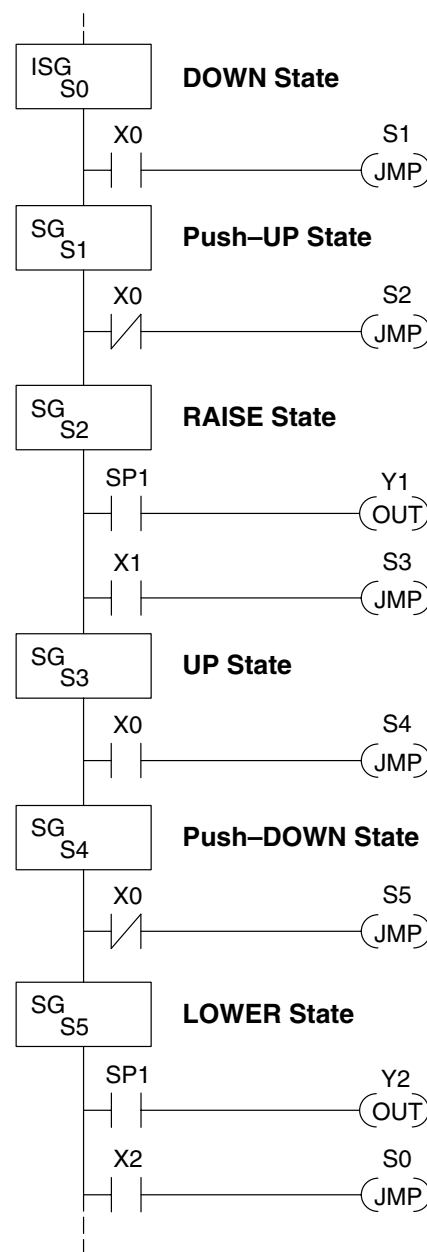 ISG
S0
DOWN State
X0
S1
JMP
SG
S1
Push–UP State
X0
S2
JMP
SG
S2
RAISE State
SP1
Y1
OUT
X1
S3
JMP
SG
S3
UP State
X0
S4
JMP
SG
S4
Push–DOWN State
X0
S5
JMP
SG
S5
LOWER State
SP1
Y2
OUT
X2
S0
JMP